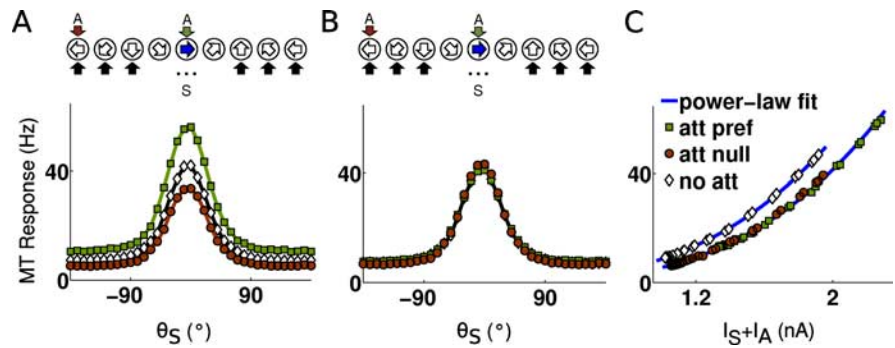 A
B
C
A A
A A
...
S
...
S
power-law fit
att pref
att null
no att
MT Response (Hz)
40
0
−90 90
θS (°)
40
0
−90 90
θS (°)
40
0
1.2 2
IS+IA (nA)